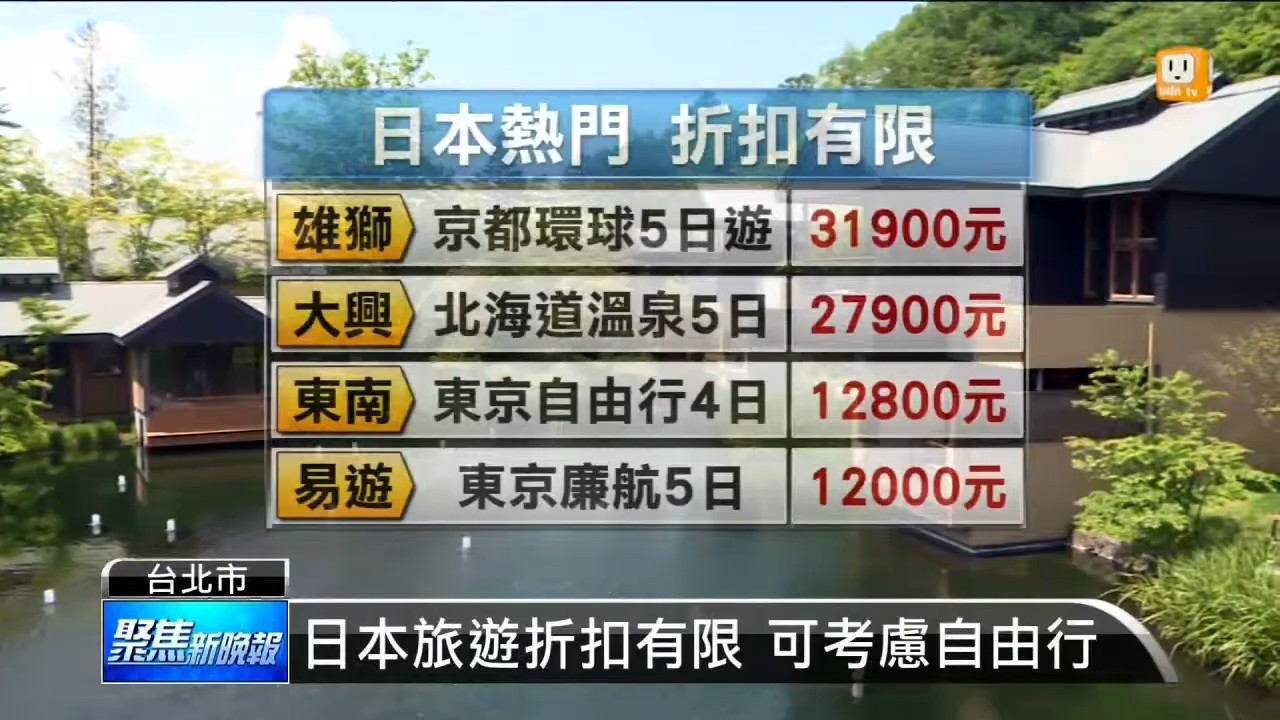 udn tv
日本熱門 折扣有限
雄獅 京都環球5日遊 31900元
大興 北海道溫泉5日 27900元
東南 東京自由行4日 12800元
易遊 東京廉航5日 12000元
台北市
聚焦新晚報 日本旅遊折扣有限 可考慮自由行